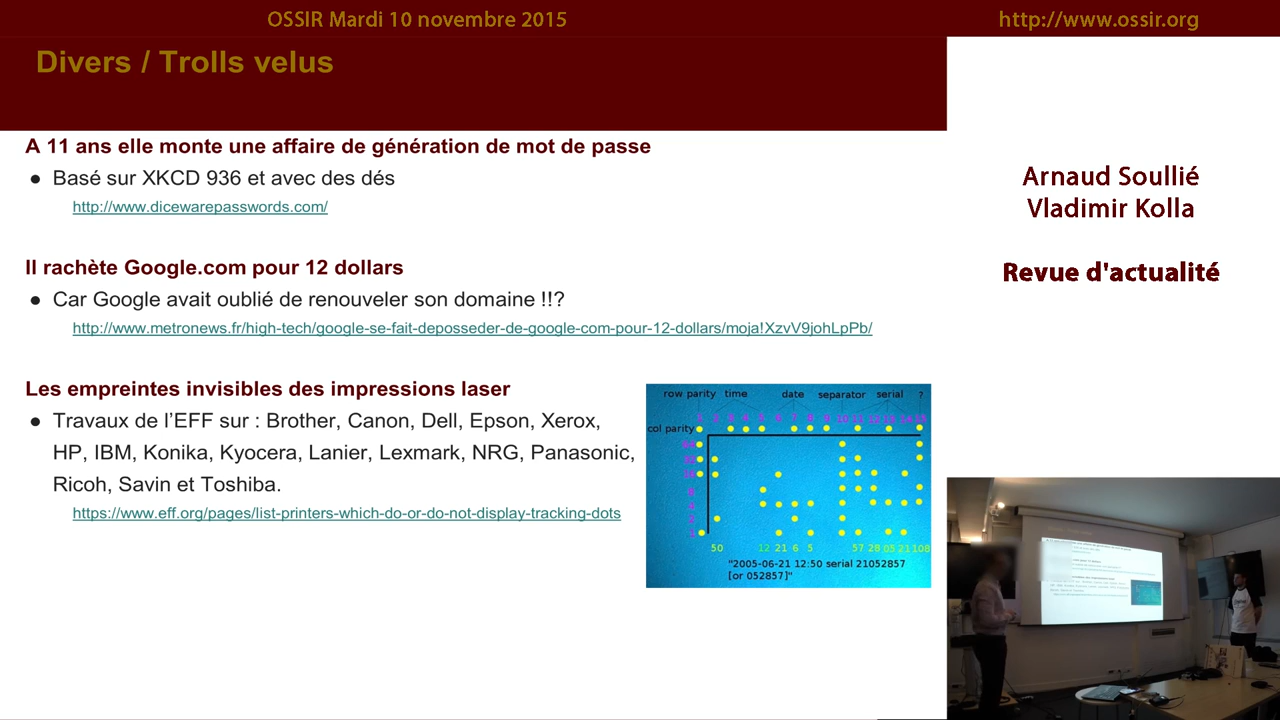 OSSIR Mardi 10 novembre 2015
http://www.ossir.org
Divers / Trolls velus
A 11 ans elle monte une affaire de génération de mot de passe
● Basé sur XKCD 936 et avec des dés
http://www.dicewarepasswords.com/
Il rachète Google.com pour 12 dollars
● Car Google avait oublié de renouveler son domaine !!?
http://www.metronews.fr/high-tech/google-se-fait-deposseder-de-google-com-pour-12-dollars/moja!XzvV9johLpPb/
Les empreintes invisibles des impressions laser
● Travaux de l'EFF sur : Brother, Canon, Dell, Epson, Xerox,
HP, IBM, Konika, Kyocera, Lanier, Lexmark, NRG, Panasonic,
Ricoh, Savin et Toshiba.
https://www.eff.org/pages/list-printers-which-do-or-do-not-display-tracking-dots
row parity time date separator serial ?
col parity
50 12 21 6 5 57 28 03 21 108
"2005-06-21 12:50 serial 21052857
[or 052857]"
Arnaud Soullié
Vladimir Kolla
Revue d'actualité